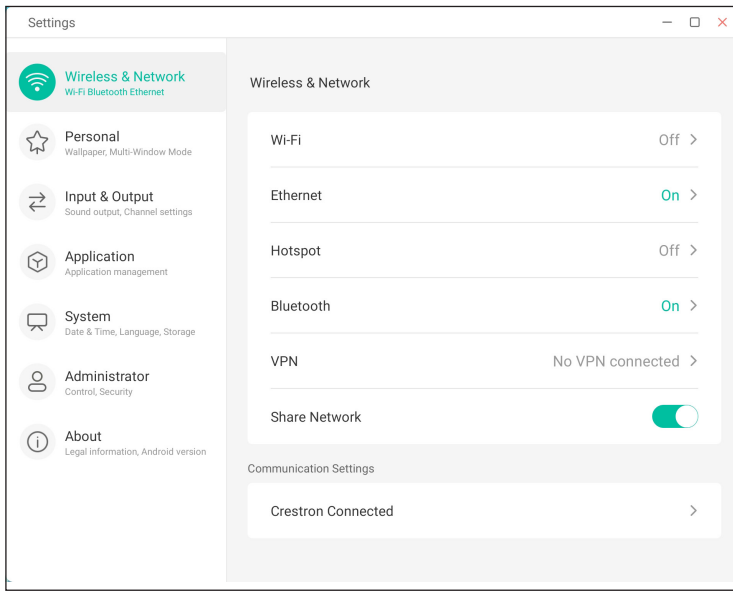 Settings
Wireless & Network
Wi-Fi Bluetooth Ethernet
Personal
Wallpaper, Multi-Window Mode
Input & Output
Sound output, Channel settings
Application
Application management
System
Date & Time, Language, Storage
Administrator
Control, Security
About
Legal information, Android version
Wireless & Network
Wi-Fi Off
Ethernet On
Hotspot Off
Bluetooth On
VPN No VPN connected
Share Network
Communication Settings
Crestron Connected